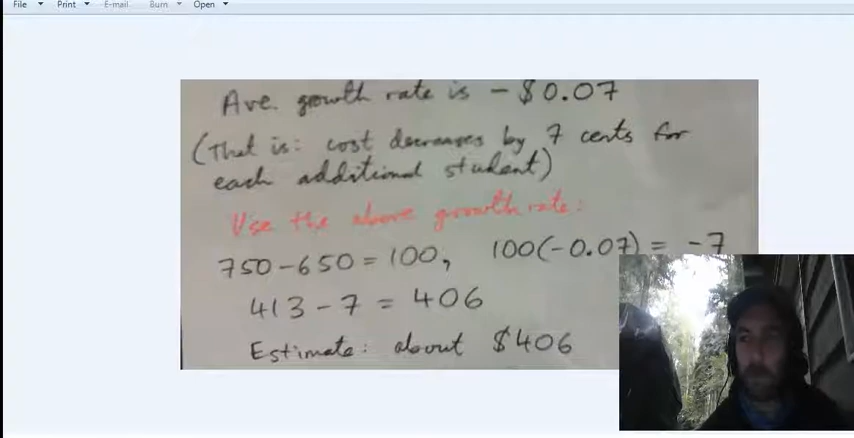 File Print E-mail Burn Open
Ave. growth rate is -$0.07
(That is: cost decreases by 7 cents for
each additional student)
Use the above growth rate:
750-650 = 100, 100(-0.07) = -7
413-7 = 406
Estimate: about $406